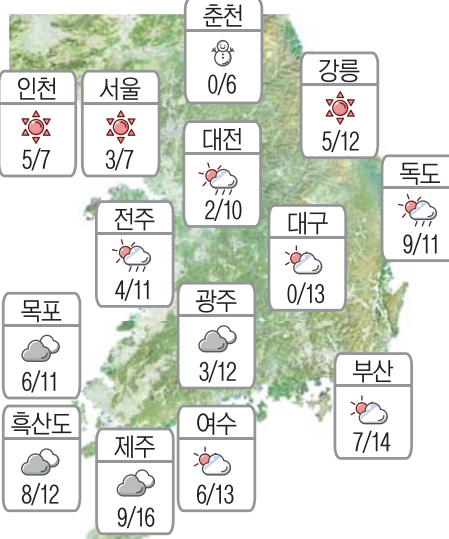 춘천
0/6
인천
5/7
서울
3/7
강릉
5/12
대전
2/10
독도
9/11
전주
4/11
대구
0/13
목포
6/11
광주
3/12
부산
7/14
흑산도
8/12
제주
9/16
여수
6/13